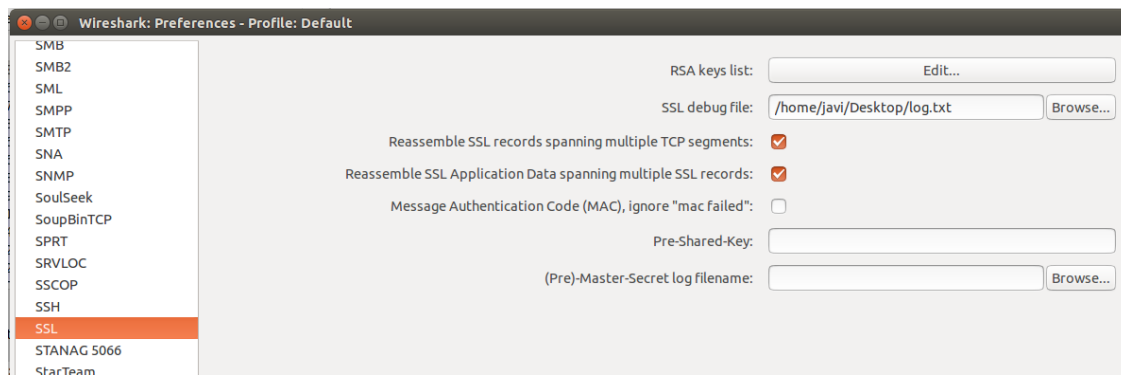 Wireshark: Preferences - Profile: Default
SMB
SMB2
SML
SMPP
SMTP
SNA
SNMP
SoulSeek
SoupBinTCP
SPRT
SRVLOC
SSCOP
SSH
SSL
STANAG 5066
StarTeam
RSA keys list: Edit...
SSL debug file: /home/javi/Desktop/log.txt Browse...
Reassemble SSL records spanning multiple TCP segments:
Reassemble SSL Application Data spanning multiple SSL records:
Message Authentication Code (MAC), ignore "mac failed":
Pre-Shared-Key:
(Pre)-Master-Secret log filename: Browse...